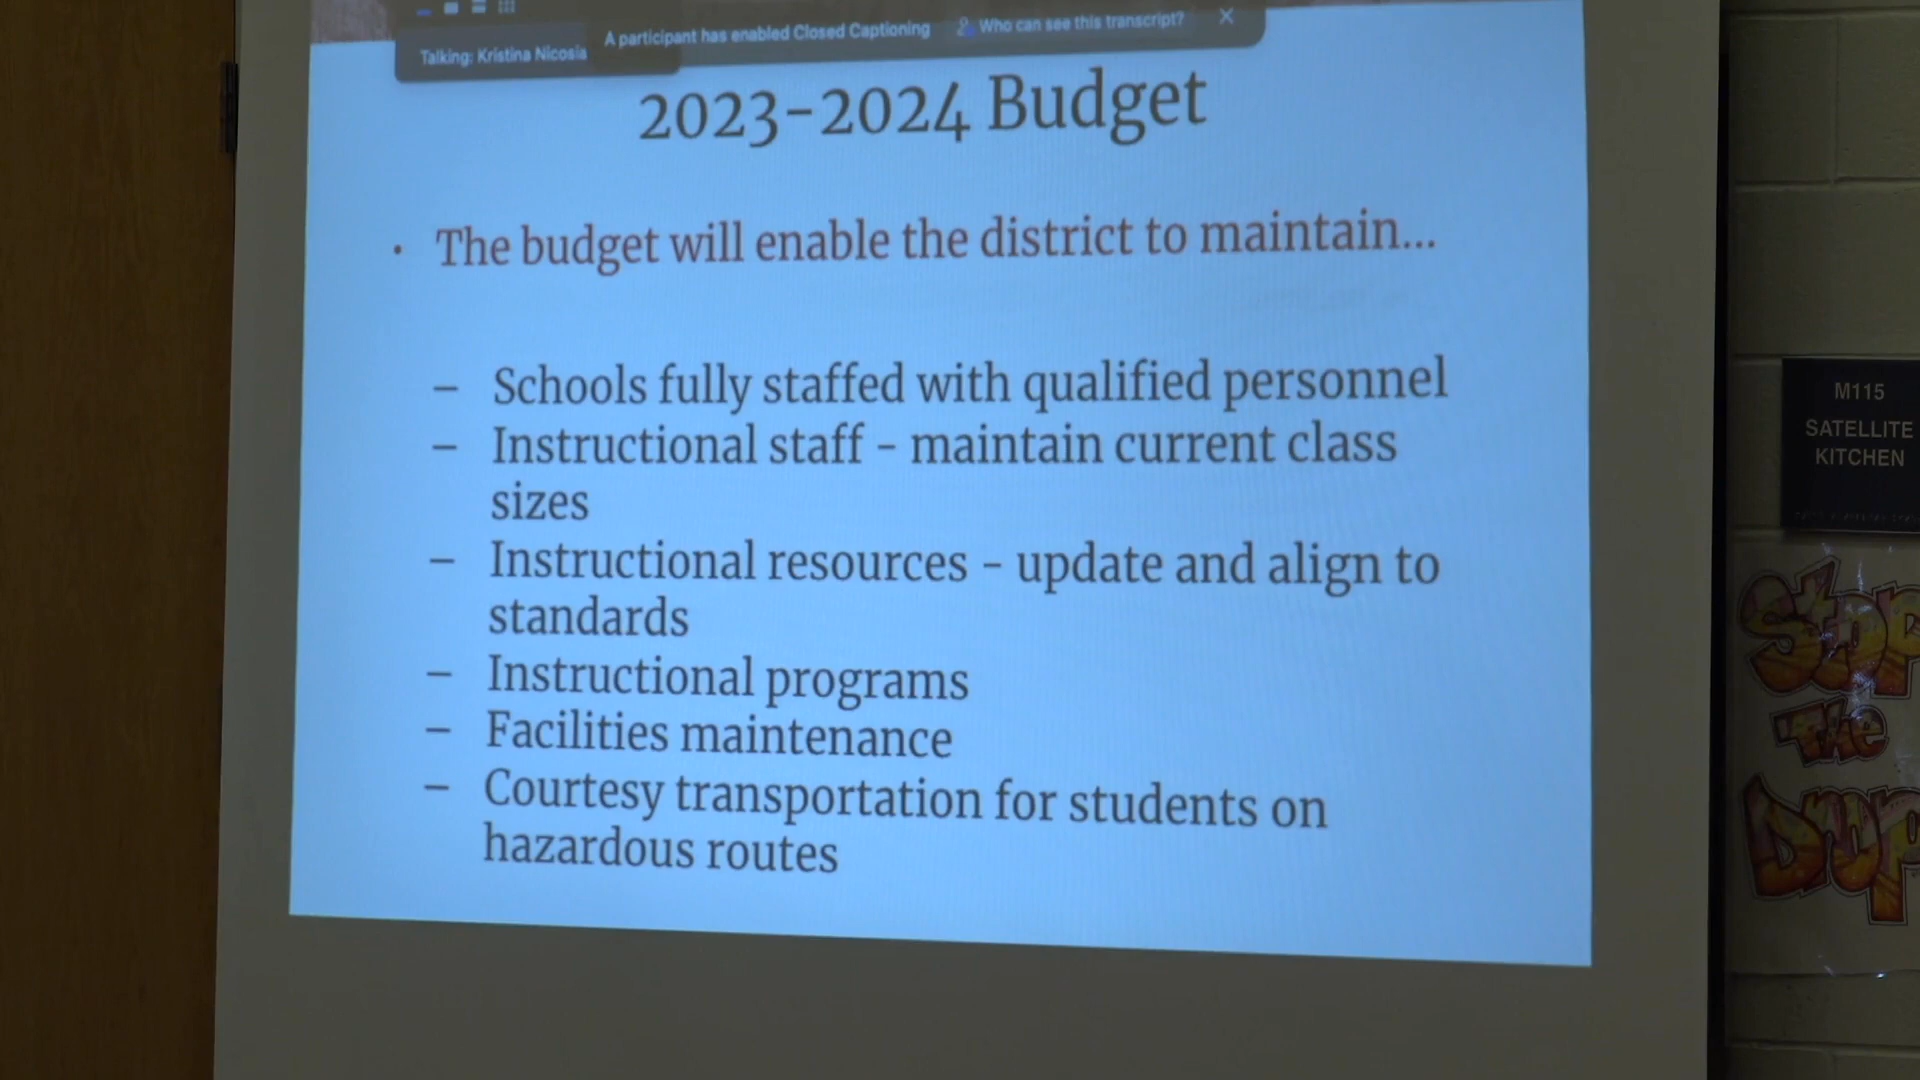 A participant has enabled Closed Captioning Who can see this transcript?
Talking: Kristina Nicosia
2023-2024 Budget
• The budget will enable the district to maintain...
– Schools fully staffed with qualified personnel
– Instructional staff - maintain current class
sizes
– Instructional resources - update and align to
standards
– Instructional programs
– Facilities maintenance
– Courtesy transportation for students on
hazardous routes
M115
SATELLITE
KITCHEN
Stop
The
Drop